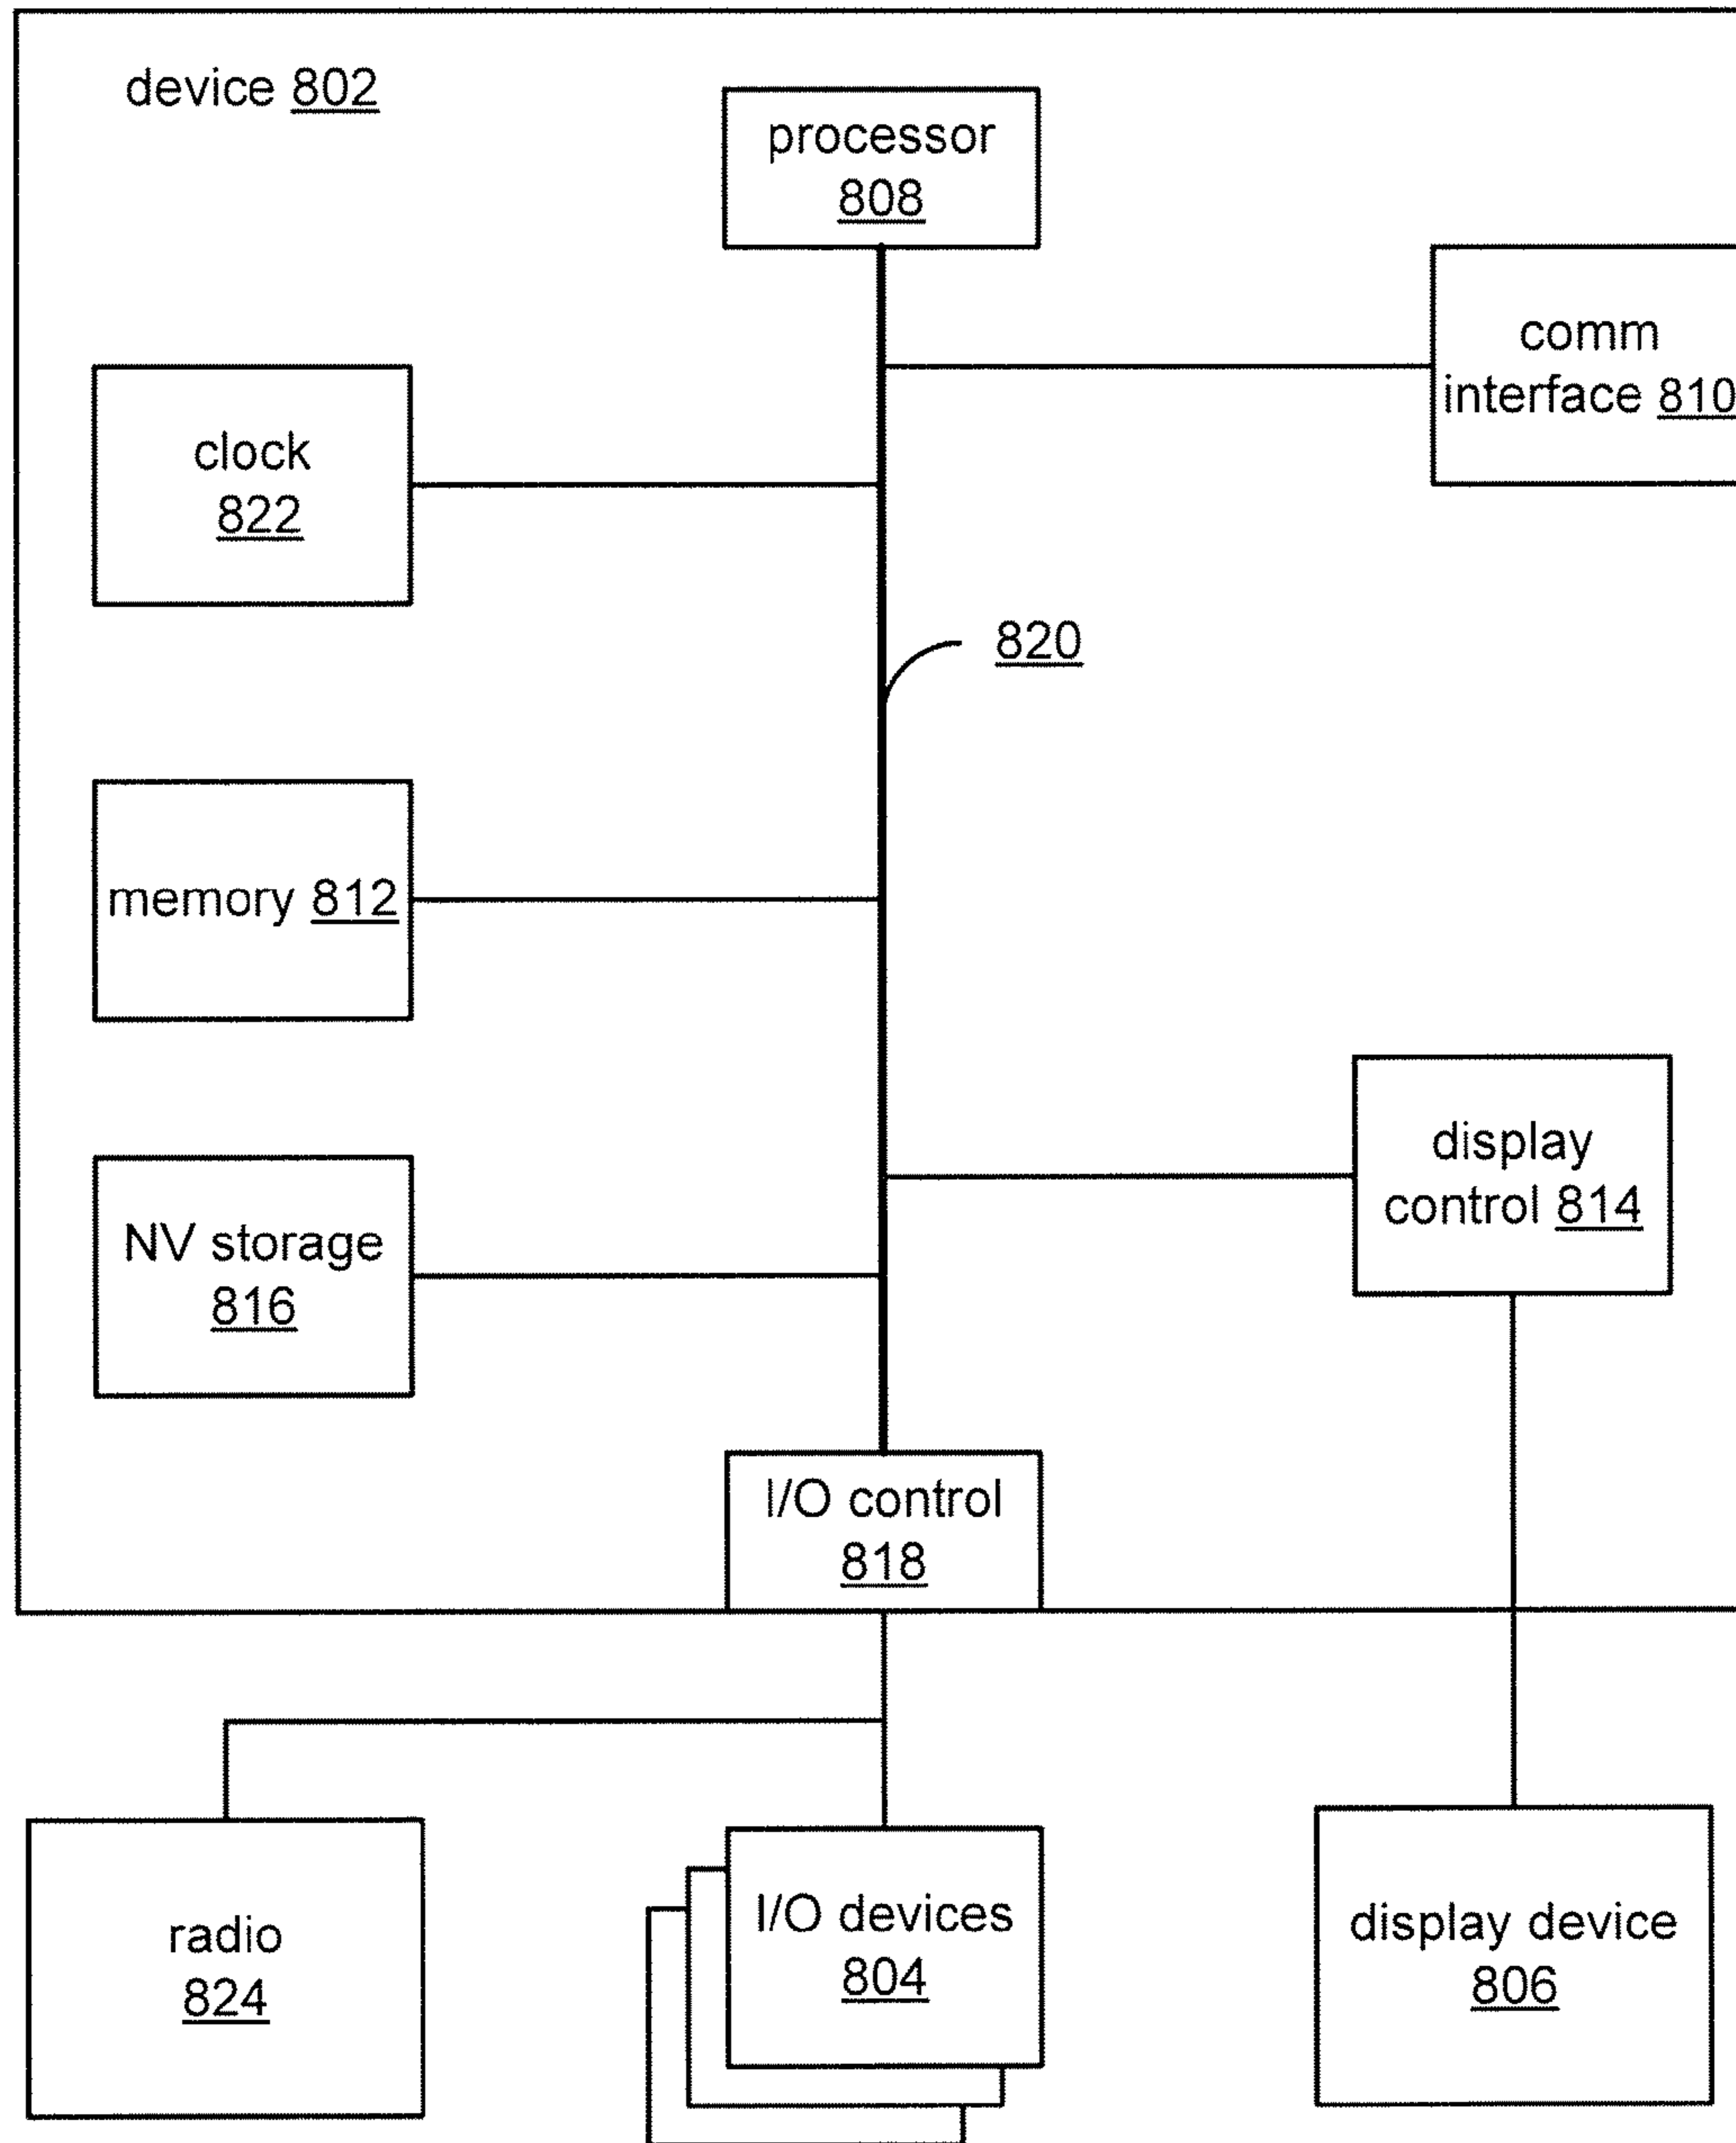 device 802
processor
808
comm
interface 810
clock
822
820
memory 812
display
control 814
NV storage
816
I/O control
818
radio
824
I/O devices
804
display device
806